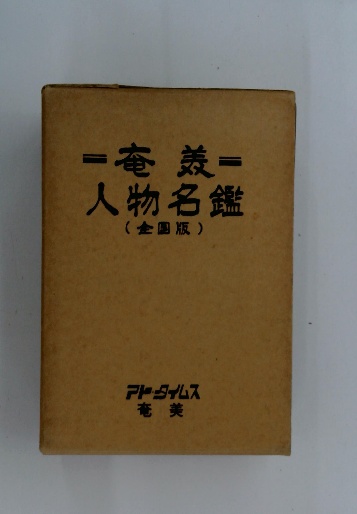 =奄美=
人物名鑑
(全国版)
アド・タイムス
奄美